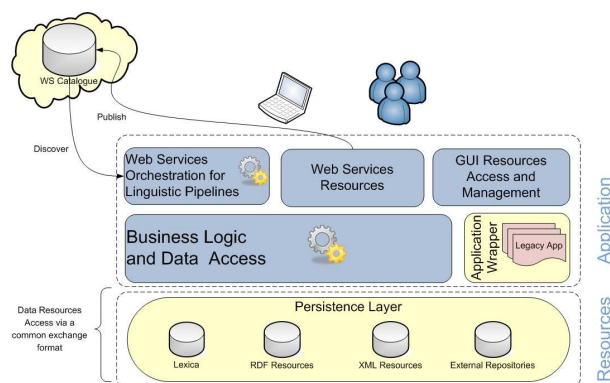 WS Catalogue
Publish
Discover
Web Services
Orchestration for
Linguistic Pipelines
Web Services
Resources
GUI Resources
Access and
Management
Business Logic
and Data Access
Application
Wrapper
Legacy App
Application
Data Resources
Access via a
common exchange
format
Persistence Layer
Lexica
RDF Resources
XML Resources
External Repositories
Resources